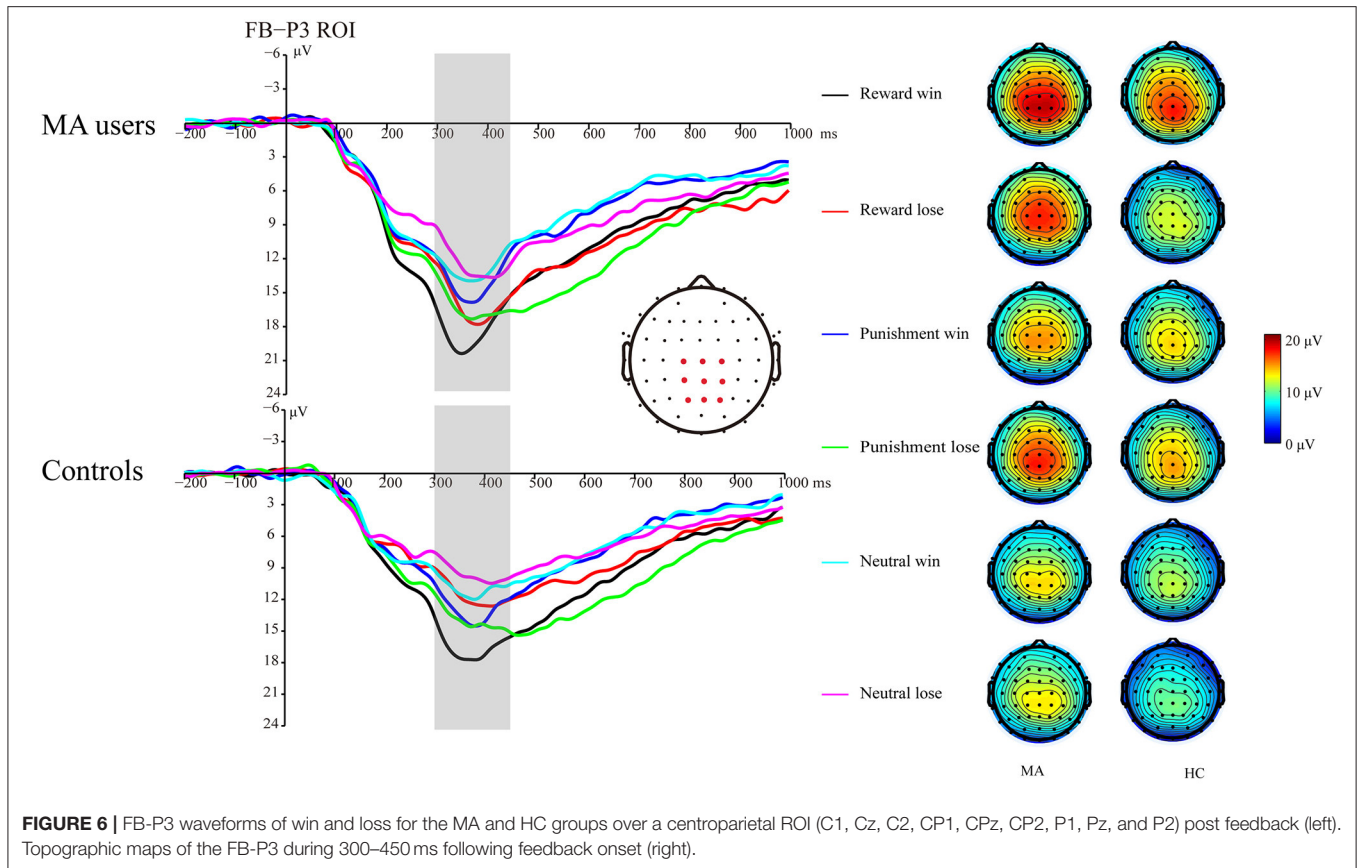 FB−P3 ROI
−6 μV
−3
MA users
−200 −100 100 200 300 400 500 600 700 800 900 1000 ms
3
6
9
12
15
18
21
24
−6 μV
−3
Controls
−200 −100 100 200 300 400 500 600 700 800 900 1000 ms
3
6
9
12
15
18
21
24
Reward win
Reward lose
Punishment win
Punishment lose
Neutral win
Neutral lose
20 μV
10 μV
0 μV
MA HC
FIGURE 6 | FB-P3 waveforms of win and loss for the MA and HC groups over a centroparietal ROI (C1, Cz, C2, CP1, CPz, CP2, P1, Pz, and P2) post feedback (left).
Topographic maps of the FB-P3 during 300–450 ms following feedback onset (right).